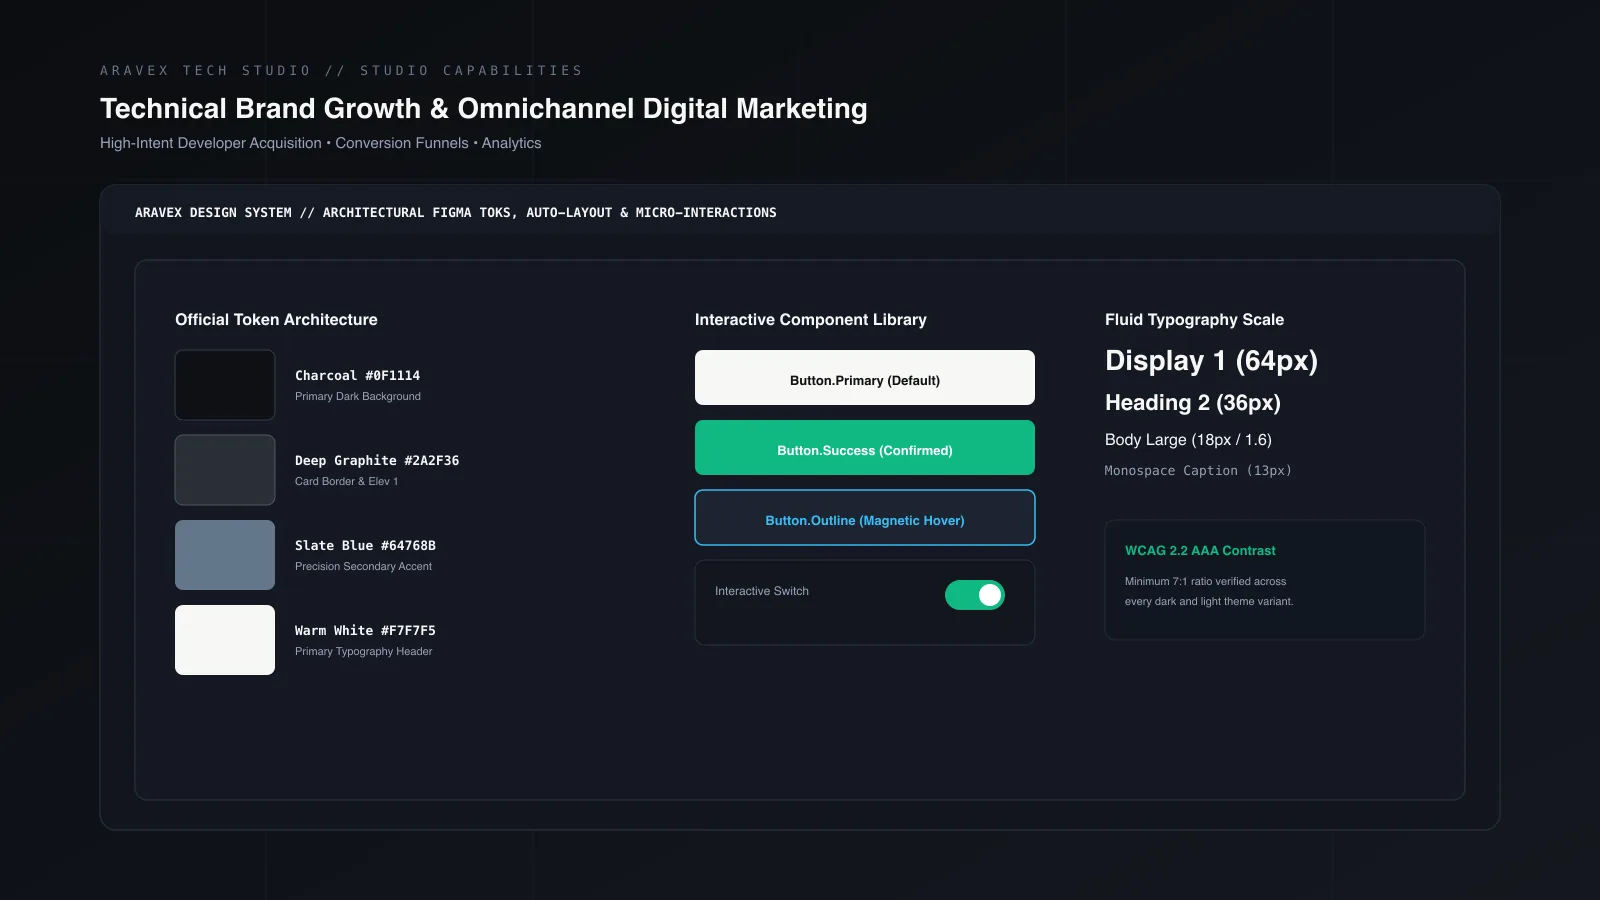 ARAVEX TECH STUDIO // STUDIO CAPABILITIES
Technical Brand Growth & Omnichannel Digital Marketing
High-Intent Developer Acquisition • Conversion Funnels • Analytics
ARAVEX DESIGN SYSTEM // ARCHITECTURAL FIGMA TOKS, AUTO-LAYOUT & MICRO-INTERACTIONS
Official Token Architecture
Charcoal #0F1114
Primary Dark Background
Deep Graphite #2A2F36
Card Border & Elev 1
Slate Blue #64768B
Precision Secondary Accent
Warm White #F7F7F5
Primary Typography Header
Interactive Component Library
Button.Primary (Default)
Button.Success (Confirmed)
Button.Outline (Magnetic Hover)
Interactive Switch
Fluid Typography Scale
Display 1 (64px)
Heading 2 (36px)
Body Large (18px / 1.6)
Monospace Caption (13px)
WCAG 2.2 AAA Contrast
Minimum 7:1 ratio verified across
every dark and light theme variant.